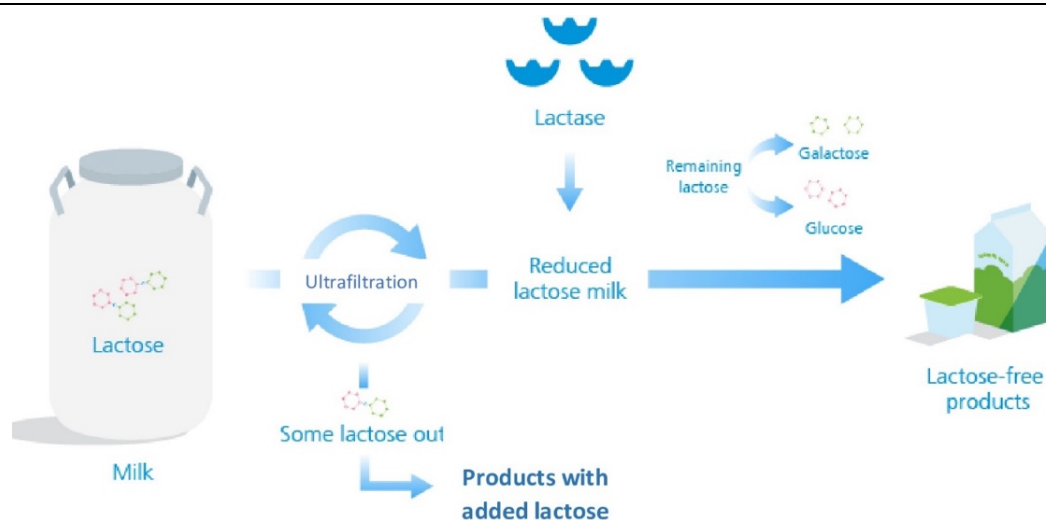 Lactase
Remaining
lactose
Galactose
Glucose
Ultrafiltration
Reduced
lactose milk
Lactose
Some lactose out
Lactose-free
products
Milk
Products with
added lactose